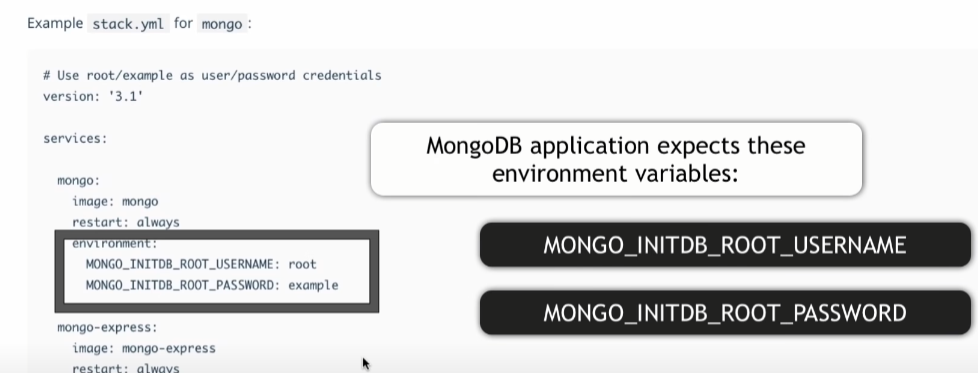 Example stack.yml for mongo :
# Use root/example as user/password credentials
version: '3.1'
services:
mongo:
image: mongo
restart: always
environment:
MONGO_INITDB_ROOT_USERNAME: root
MONGO_INITDB_ROOT_PASSWORD: example
mongo-express:
image: mongo-express
restart: always
MongoDB application expects these
environment variables:
MONGO_INITDB_ROOT_USERNAME
MONGO_INITDB_ROOT_PASSWORD